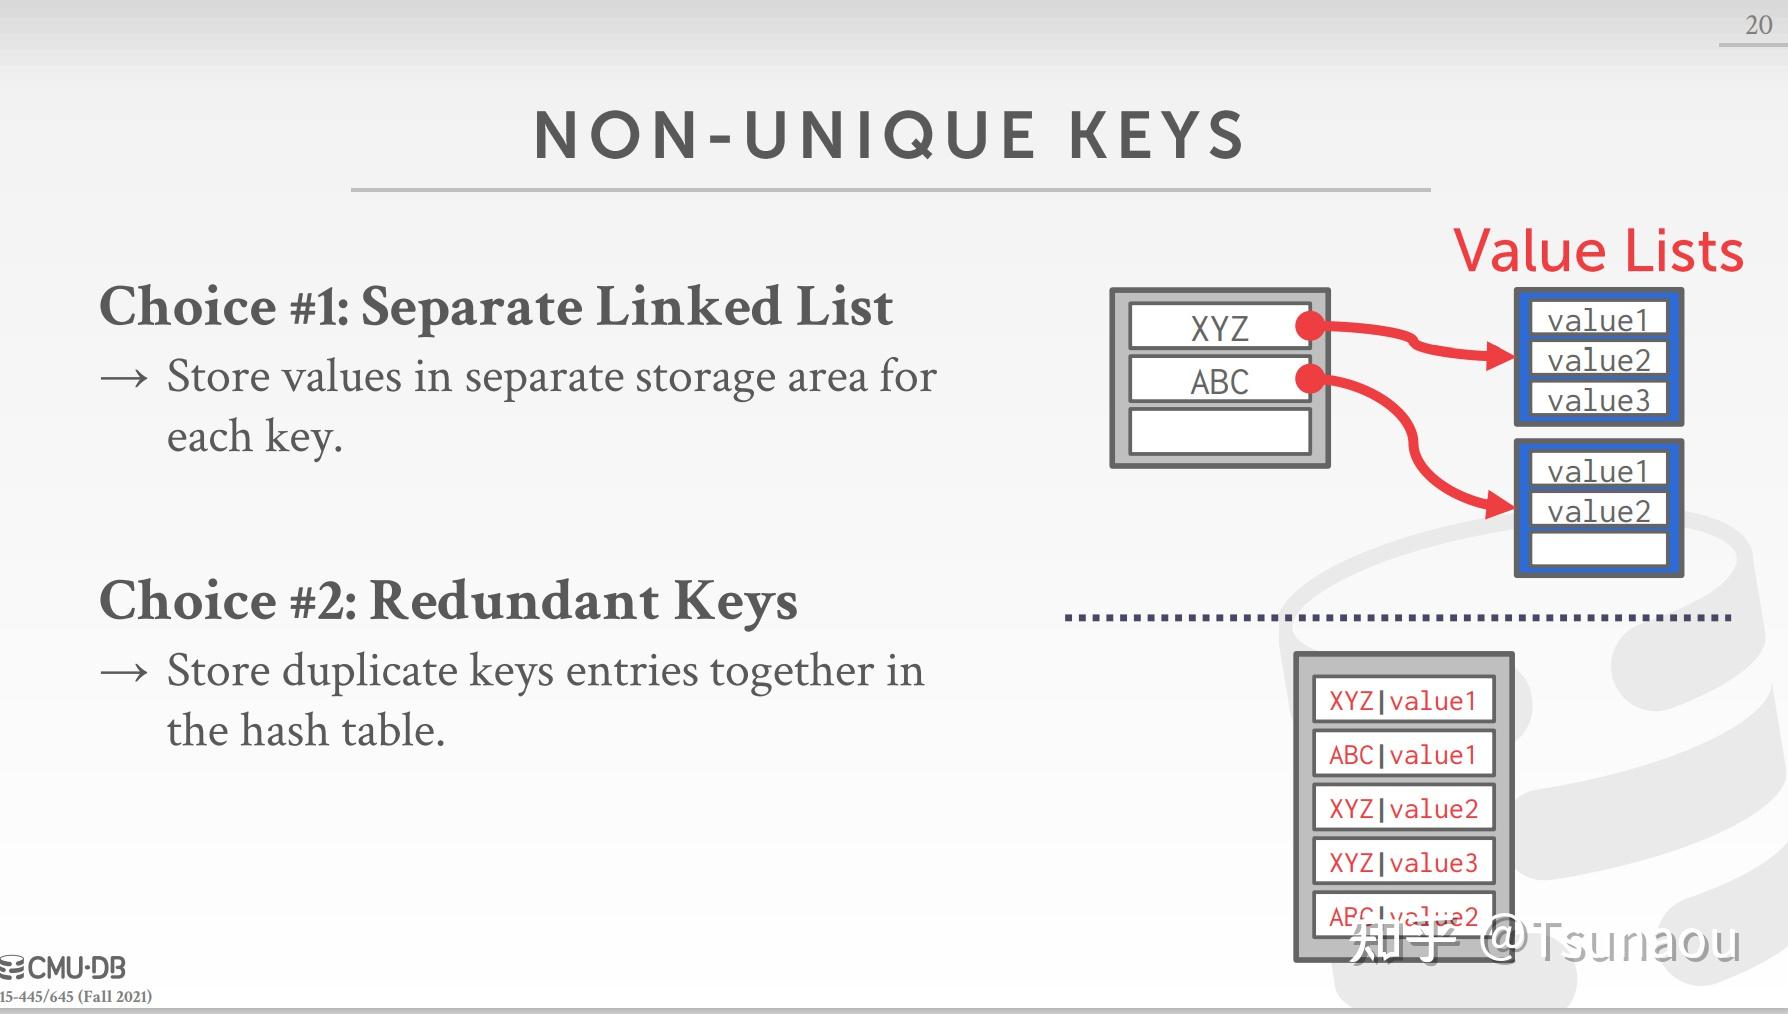 20
NON-UNIQUE KEYS
Choice #1: Separate Linked List
→ Store values in separate storage area for
each key.
Choice #2: Redundant Keys
→ Store duplicate keys entries together in
the hash table.
Value Lists
XYZ
ABC
value1
value2
value3
value1
value2
XYZ|value1
ABC|value1
XYZ|value2
XYZ|value3
ABC|value2
知乎 @Tsunaou
CMU·DB
15-445/645 (Fall 2021)